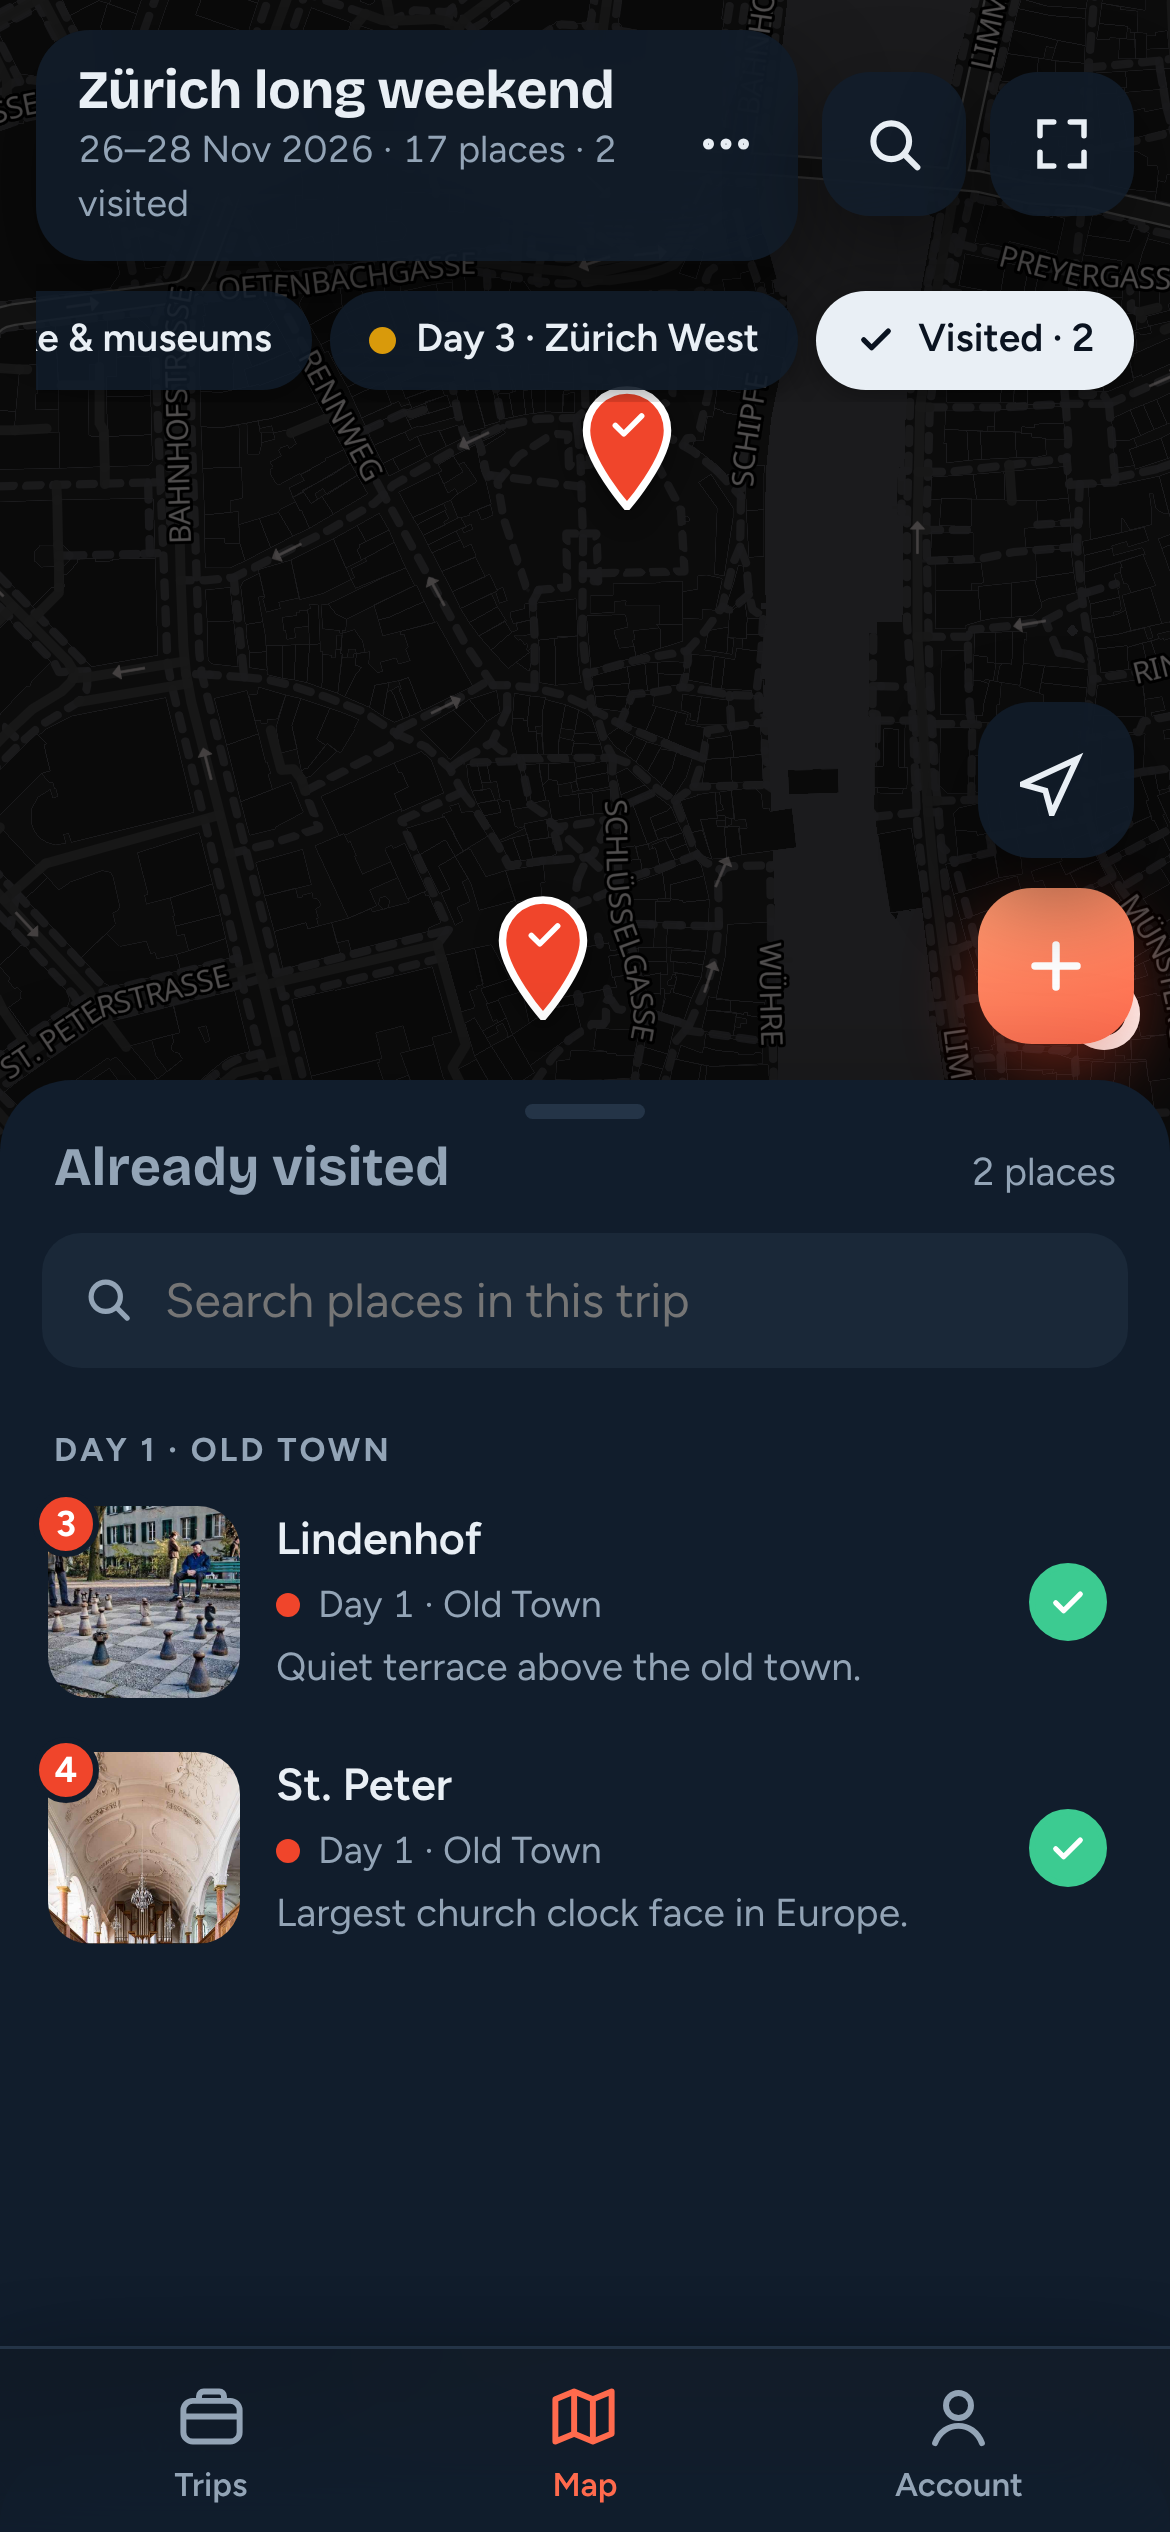 Zürich long weekend
26–28 Nov 2026 · 17 places · 2
visited
OETENBACHGASSE
PREYERGASS
e & museums
Day 3 · Zürich West
Visited · 2
BAHNHOFSTRASSE
RENNWEG
SCHIPFE
SCHLÜSSELGASSE
WÜHRE
ST. PETERSTRASSE
Already visited
2 places
Search places in this trip
DAY 1 · OLD TOWN
3
Lindenhof
Day 1 · Old Town
Quiet terrace above the old town.
4
St. Peter
Day 1 · Old Town
Largest church clock face in Europe.
Trips
Map
Account